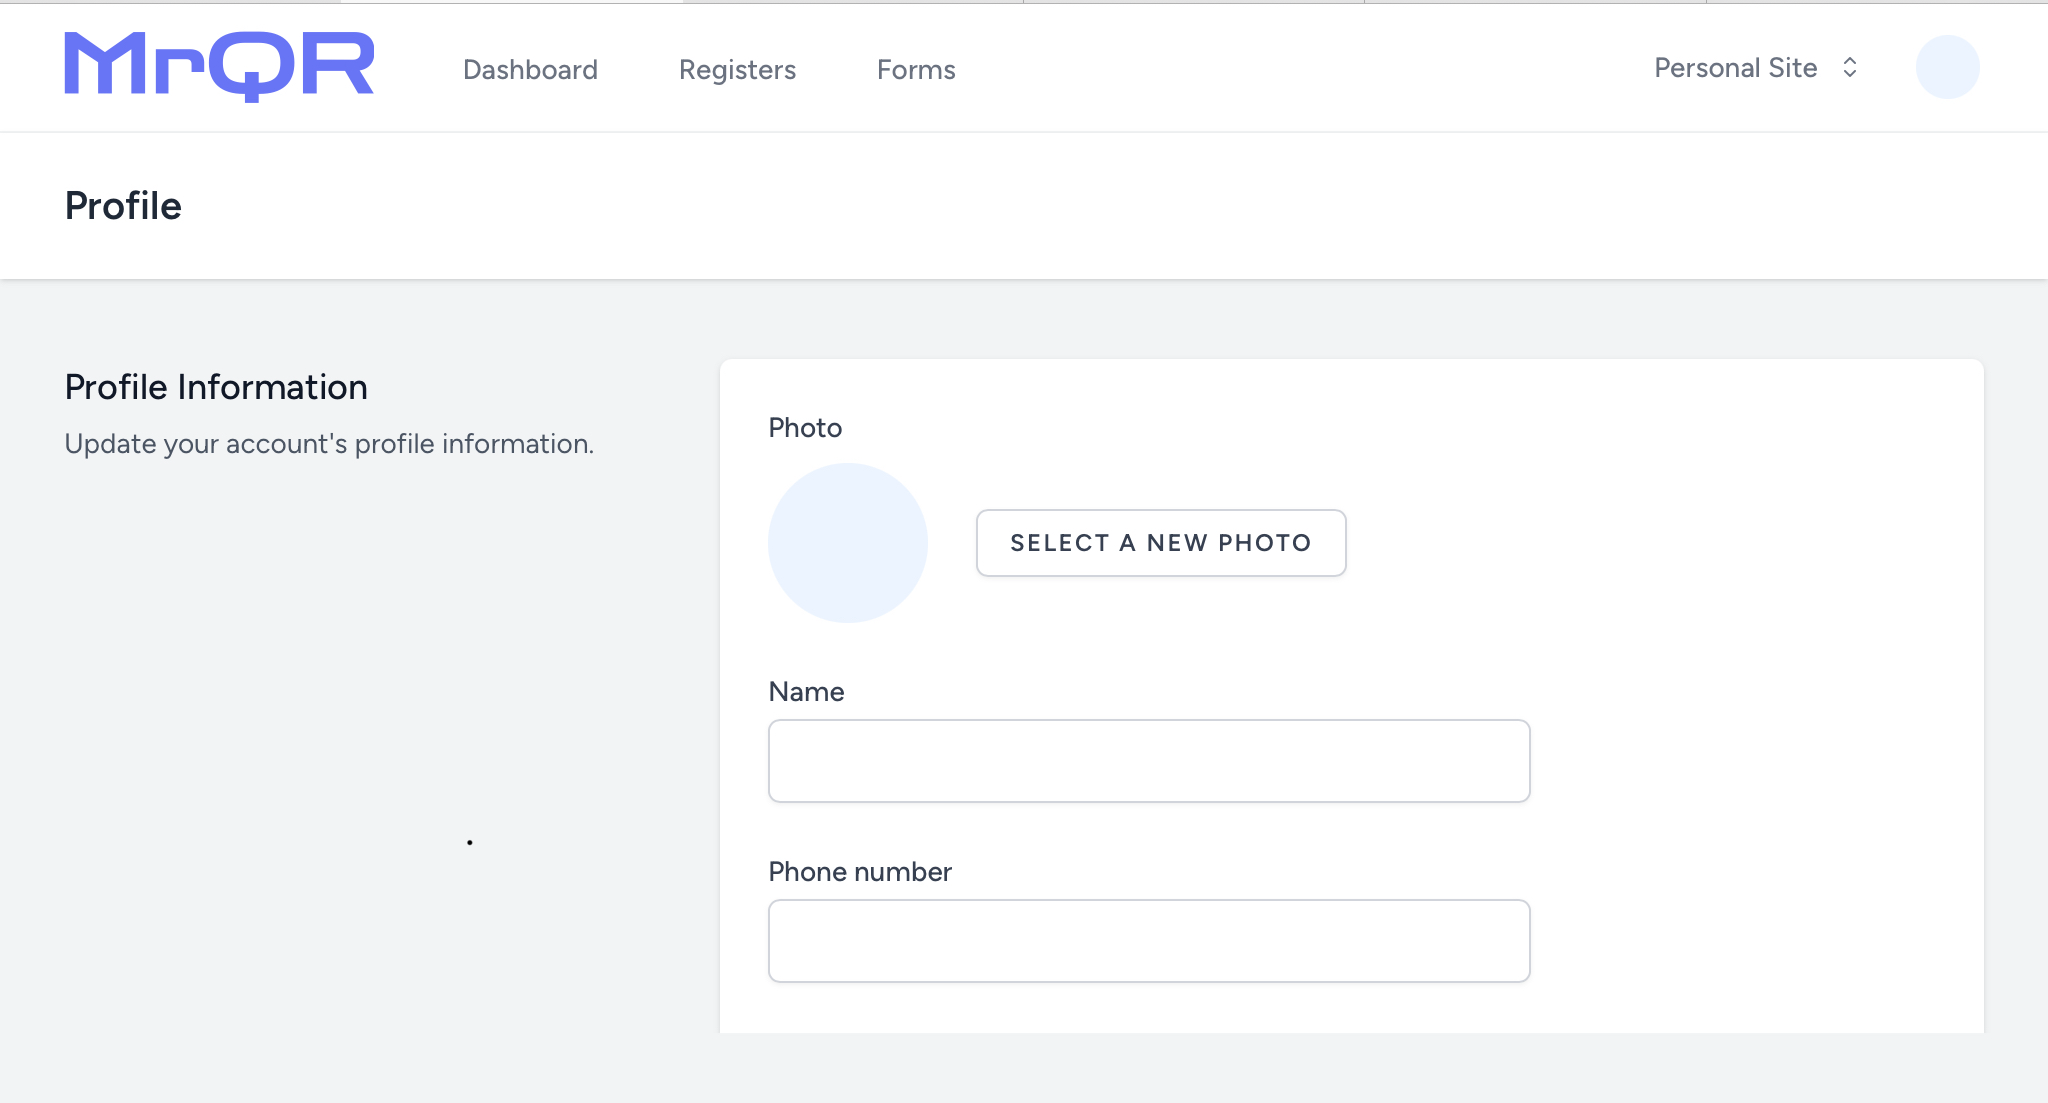 MrQR
Dashboard
Registers
Forms
Personal Site
Profile
Profile Information
Update your account's profile information.
Photo
SELECT A NEW PHOTO
Name
Phone number